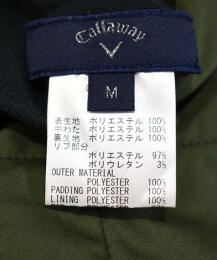 Callaway
M
表生地 ポリエステル 100%
中わた ポリエステル 100%
裏生地 ポリエステル 100%
リブ部分
ポリエステル 97%
ポリウレタン 3%
OUTER MATERIAL
POLYESTER 100%
PADDING POLYESTER 100%
LINING POLYESTER 100%